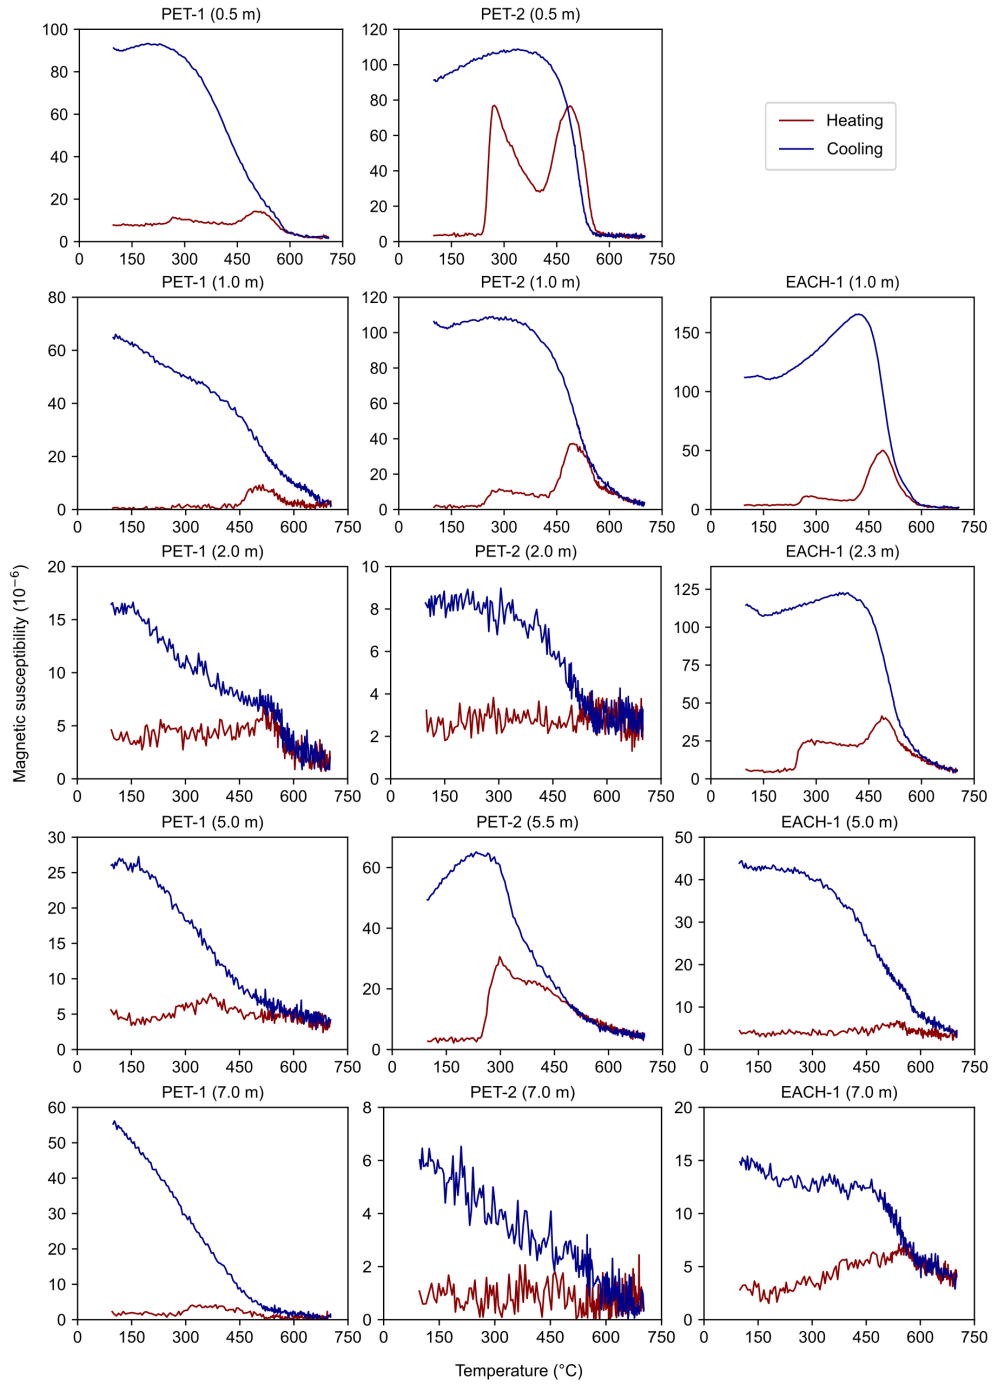 PET-1 (0.5 m)
PET-2 (0.5 m)
100
80
60
40
20
0
0 150 300 450 600 750
120
100
80
60
40
20
0
0 150 300 450 600 750
Heating
Cooling
PET-1 (1.0 m)
PET-2 (1.0 m)
EACH-1 (1.0 m)
80
60
40
20
0
0 150 300 450 600 750
120
100
80
60
40
20
0
0 150 300 450 600 750
150
100
50
0
0 150 300 450 600 750
PET-1 (2.0 m)
PET-2 (2.0 m)
EACH-1 (2.3 m)
Magnetic susceptibility (10⁻⁶)
20
15
10
5
0
0 150 300 450 600 750
10
8
6
4
2
0
0 150 300 450 600 750
125
100
75
50
25
0
0 150 300 450 600 750
PET-1 (5.0 m)
PET-2 (5.5 m)
EACH-1 (5.0 m)
30
25
20
15
10
5
0
0 150 300 450 600 750
60
40
20
0
0 150 300 450 600 750
50
40
30
20
10
0
0 150 300 450 600 750
PET-1 (7.0 m)
PET-2 (7.0 m)
EACH-1 (7.0 m)
60
50
40
30
20
10
0
0 150 300 450 600 750
8
6
4
2
0
0 150 300 450 600 750
20
15
10
5
0
0 150 300 450 600 750
Temperature (°C)